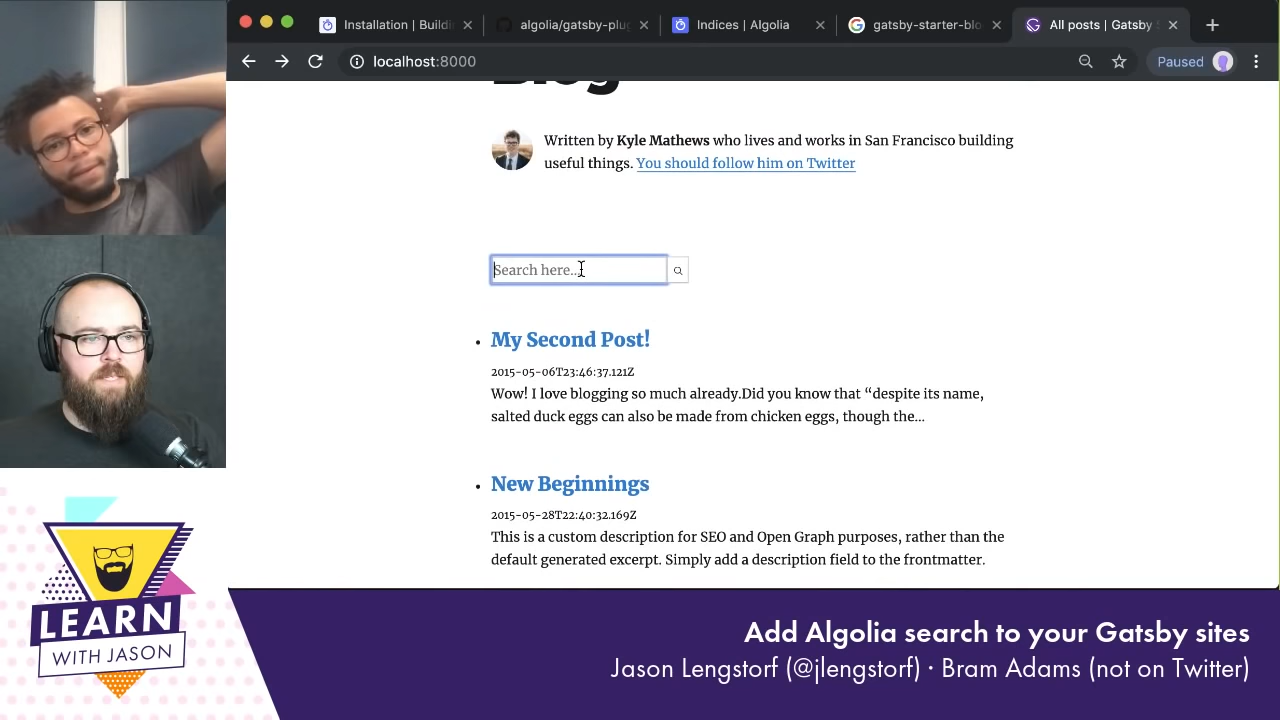 Installation | Buildi
algolia/gatsby-plug
Indices | Algolia
gatsby-starter-blo
All posts | Gatsby S
localhost:8000
Paused
Blog
Written by Kyle Mathews who lives and works in San Francisco building
useful things. You should follow him on Twitter
Search here...
My Second Post!
2015-05-06T23:46:37.121Z
Wow! I love blogging so much already.Did you know that “despite its name,
salted duck eggs can also be made from chicken eggs, though the…
New Beginnings
2015-05-28T22:40:32.169Z
This is a custom description for SEO and Open Graph purposes, rather than the
default generated excerpt. Simply add a description field to the frontmatter.
LEARN
WITH JASON
Add Algolia search to your Gatsby sites
Jason Lengstorf (@jlengstorf) · Bram Adams (not on Twitter)